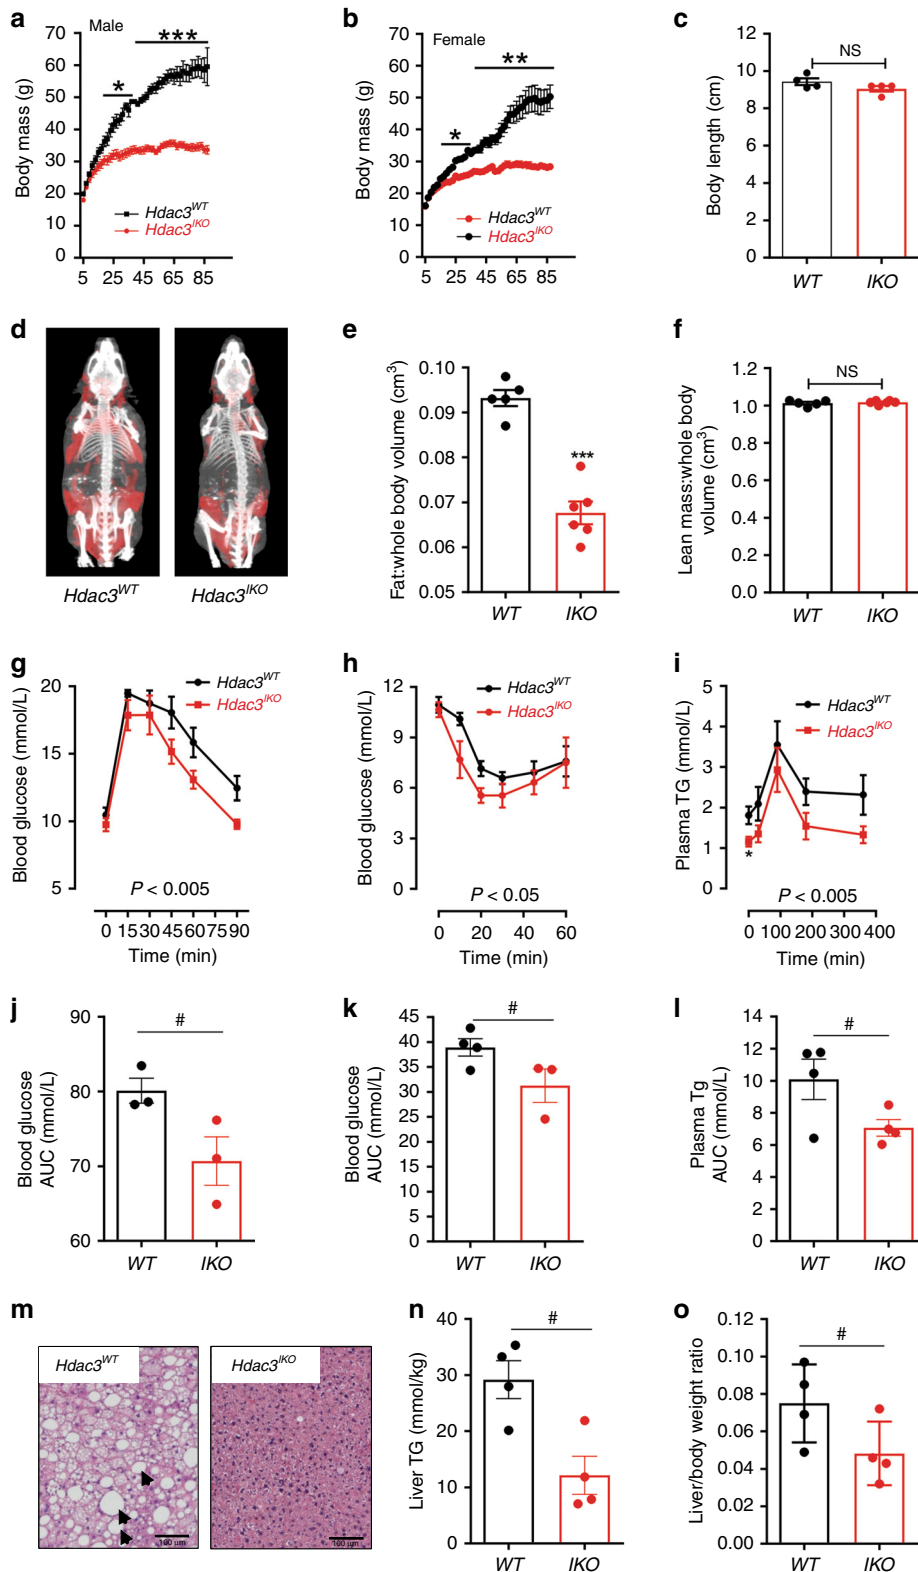 a
Male
***
*
Body mass (g)
70
60
50
40
30
20
10
0
Hdac3WT
Hdac3IKO
5 25 45 65 85
b
Female
**
*
Body mass (g)
70
60
50
40
30
20
10
0
Hdac3WT
Hdac3IKO
5 25 45 65 85
c
NS
Body length (cm)
12
10
8
6
4
2
0
WT IKO
d
Hdac3WT Hdac3IKO
e
Fat:whole body volume (cm3)
0.10
0.09
0.08
0.07
0.06
0.05
***
WT IKO
f
NS
Lean mass:whole body
volume (cm3)
1.2
1.0
0.8
0.6
0.4
0.2
0.0
WT IKO
g
Blood glucose (mmol/L)
20
15
10
5
Hdac3WT
Hdac3IKO
P < 0.005
0 15 30 45 60 75 90
Time (min)
h
Blood glucose (mmol/L)
12
9
6
3
0
Hdac3WT
Hdac3IKO
P < 0.05
0 20 40 60
Time (min)
i
Plasma TG (mmol/L)
5
4
3
2
1
0
Hdac3WT
Hdac3IKO
*
P < 0.005
0 100 200 300 400
Time (min)
j
#
Blood glucose
AUC (mmol/L)
90
80
70
60
WT IKO
k
#
Blood glucose
AUC (mmol/L)
45
40
35
30
25
20
15
10
5
0
WT IKO
l
#
Plasma Tg
AUC (mmol/L)
14
12
10
8
6
4
2
0
WT IKO
m
Hdac3WT
100 µm
Hdac3IKO
100 µm
n
#
Liver TG (mmol/kg)
40
30
20
10
0
WT IKO
o
#
Liver/body weight ratio
0.12
0.10
0.08
0.06
0.04
0.02
0.00
WT IKO